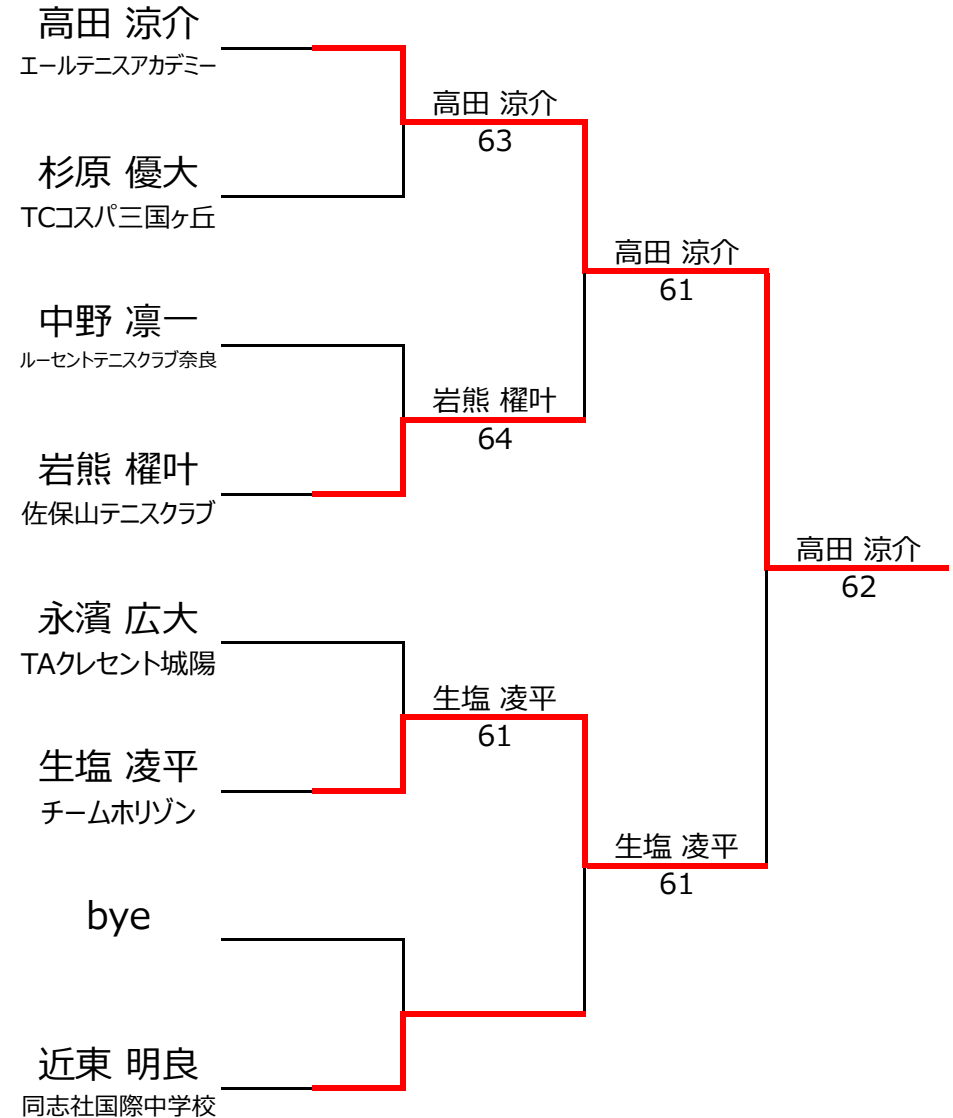 高田 涼介
エールテニスアカデミー
高田 涼介
63
杉原 優大
TCコスパ三国ヶ丘
高田 涼介
61
中野 凛一
ルーセントテニスクラブ奈良
岩熊 櫂叶
64
岩熊 櫂叶
佐保山テニスクラブ
高田 涼介
62
永濱 広大
TAクレセント城陽
生塩 凌平
61
生塩 凌平
チームホリゾン
生塩 凌平
61
bye
近東 明良
同志社国際中学校